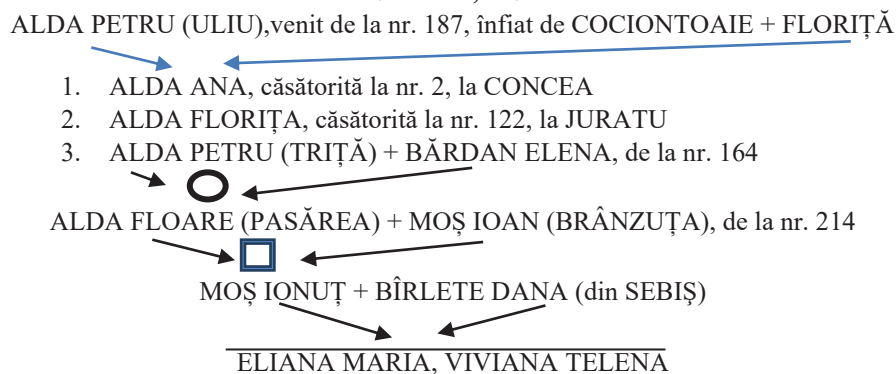 ALDA PETRU (ULIU),venit de la nr. 187, înfiat de COCIONTOAIE + FLORIȚĂ
1. ALDA ANA, căsătorită la nr. 2, la CONCEA
2. ALDA FLORIȚA, căsătorită la nr. 122, la JURATU
3. ALDA PETRU (TRIȚĂ) + BĂRDAN ELENA, de la nr. 164
ALDA FLOARE (PASĂREA) + MOȘ IOAN (BRÂNZUȚA), de la nr. 214
MOȘ IONUȚ + BÎRLETE DANA (din SEBIŞ)
ELIANA MARIA, VIVIANA TELENA